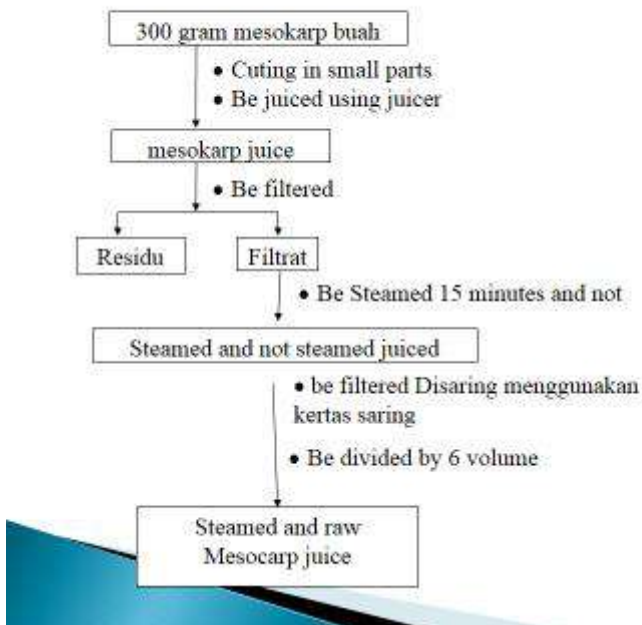 300 gram mesokarp buah
• Cuting in small parts
• Be juiced using juicer
mesokarp juice
• Be filtered
Residu
Filtrat
• Be Steamed 15 minutes and not
Steamed and not steamed juiced
• be filtered Disaring menggunakan
kertas saring
• Be divided by 6 volume
Steamed and raw
Mesocarp juice